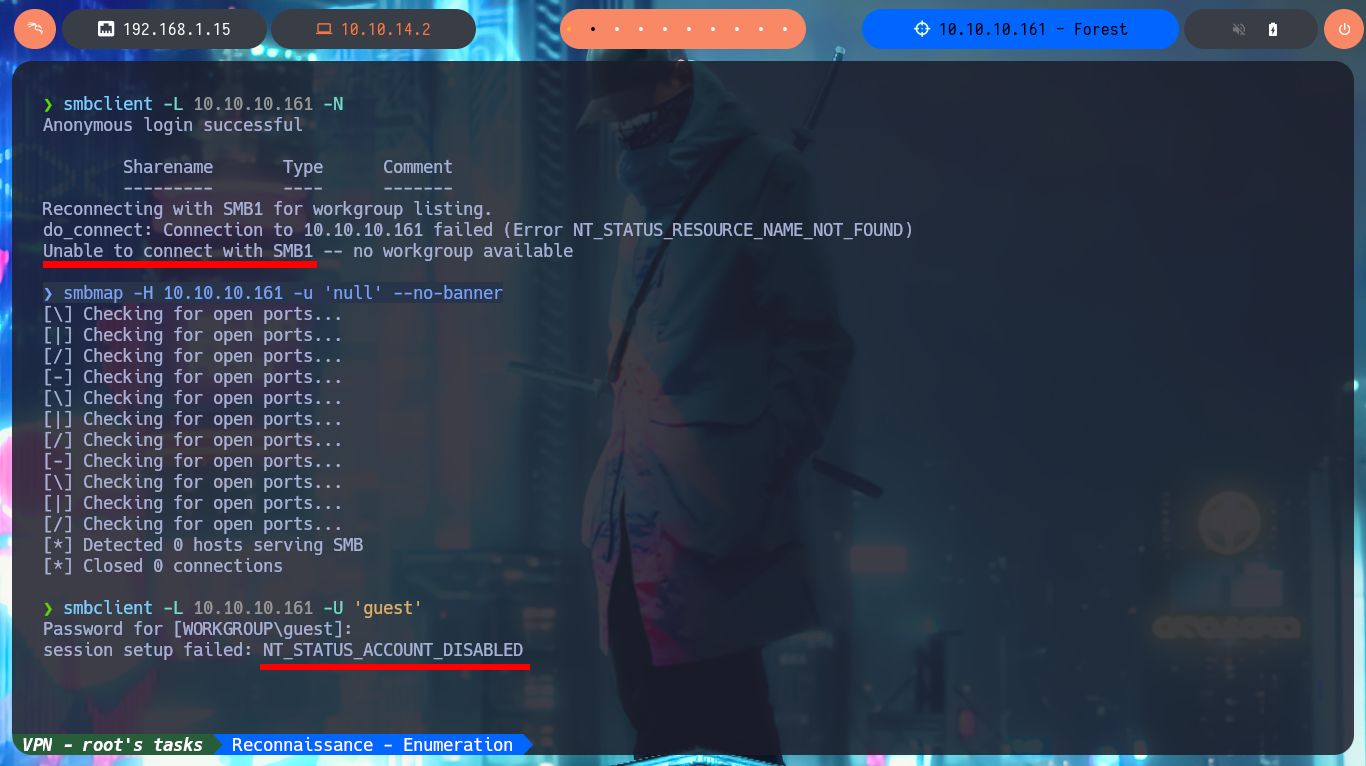 192.168.1.15
10.10.14.2
10.10.10.161 - Forest
❯ smbclient -L 10.10.10.161 -N
Anonymous login successful
Sharename       Type      Comment
---------       ----      -------
Reconnecting with SMB1 for workgroup listing.
do_connect: Connection to 10.10.10.161 failed (Error NT_STATUS_RESOURCE_NAME_NOT_FOUND)
Unable to connect with SMB1 -- no workgroup available
❯ smbmap -H 10.10.10.161 -u 'null' --no-banner
[\] Checking for open ports...
[|] Checking for open ports...
[/] Checking for open ports...
[-] Checking for open ports...
[\] Checking for open ports...
[|] Checking for open ports...
[/] Checking for open ports...
[-] Checking for open ports...
[\] Checking for open ports...
[|] Checking for open ports...
[/] Checking for open ports...
[*] Detected 0 hosts serving SMB
[*] Closed 0 connections
❯ smbclient -L 10.10.10.161 -U 'guest'
Password for [WORKGROUP\guest]:
session setup failed: NT_STATUS_ACCOUNT_DISABLED
VPN - root's tasks
Reconnaissance - Enumeration